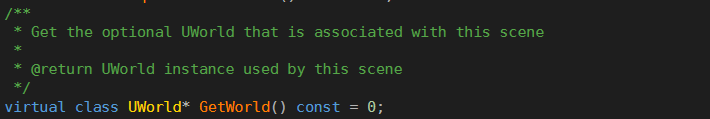 /**
* Get the optional UWorld that is associated with this scene
*
* @return UWorld instance used by this scene
*/
virtual class UWorld* GetWorld() const = 0;